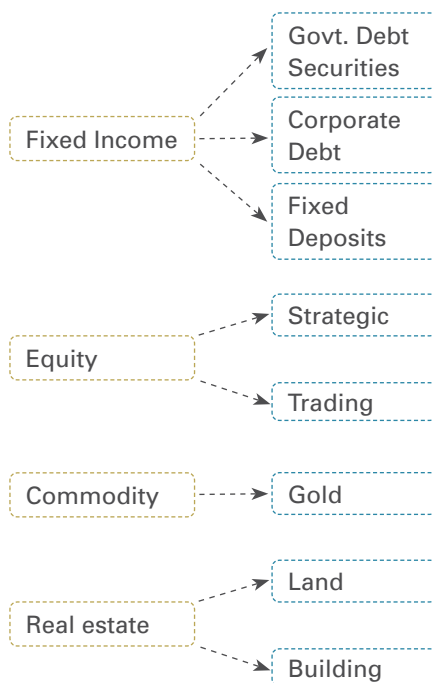 Govt. Debt
Securities
Fixed Income
Corporate
Debt
Fixed
Deposits
Strategic
Equity
Trading
Commodity
Gold
Land
Real estate
Building